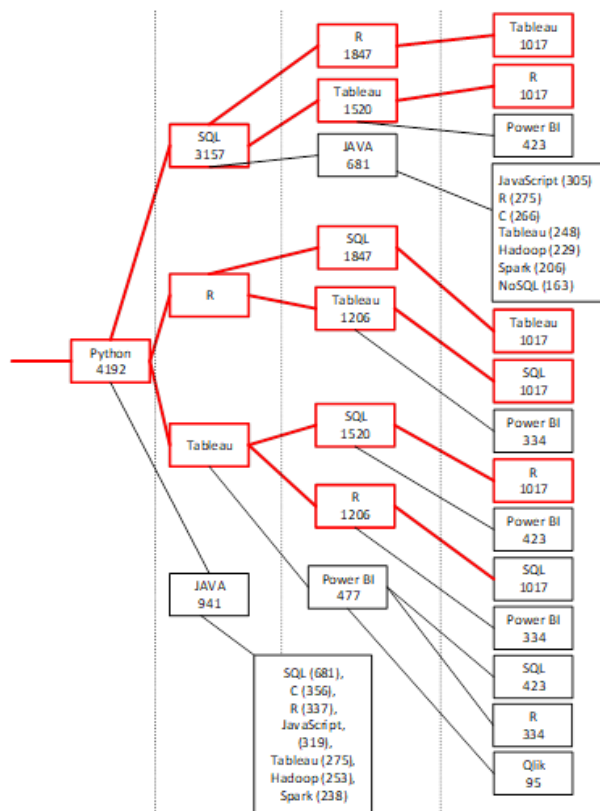 R
1847
Tableau
1017
Tableau
1520
R
1017
SQL
3157
Power BI
423
JAVA
681
JavaScript (305)
R (275)
C (266)
Tableau (248)
Hadoop (229)
Spark (206)
NoSQL (163)
SQL
1847
R
Tableau
1206
Tableau
1017
Python
4192
SQL
1017
Power BI
334
SQL
1520
Tableau
R
1017
R
1206
Power BI
423
SQL
1017
JAVA
941
Power BI
477
Power BI
334
SQL (681),
C (356),
R (337),
JavaScript,
(319),
Tableau (275),
Hadoop (253),
Spark (238)
SQL
423
R
334
Qlik
95